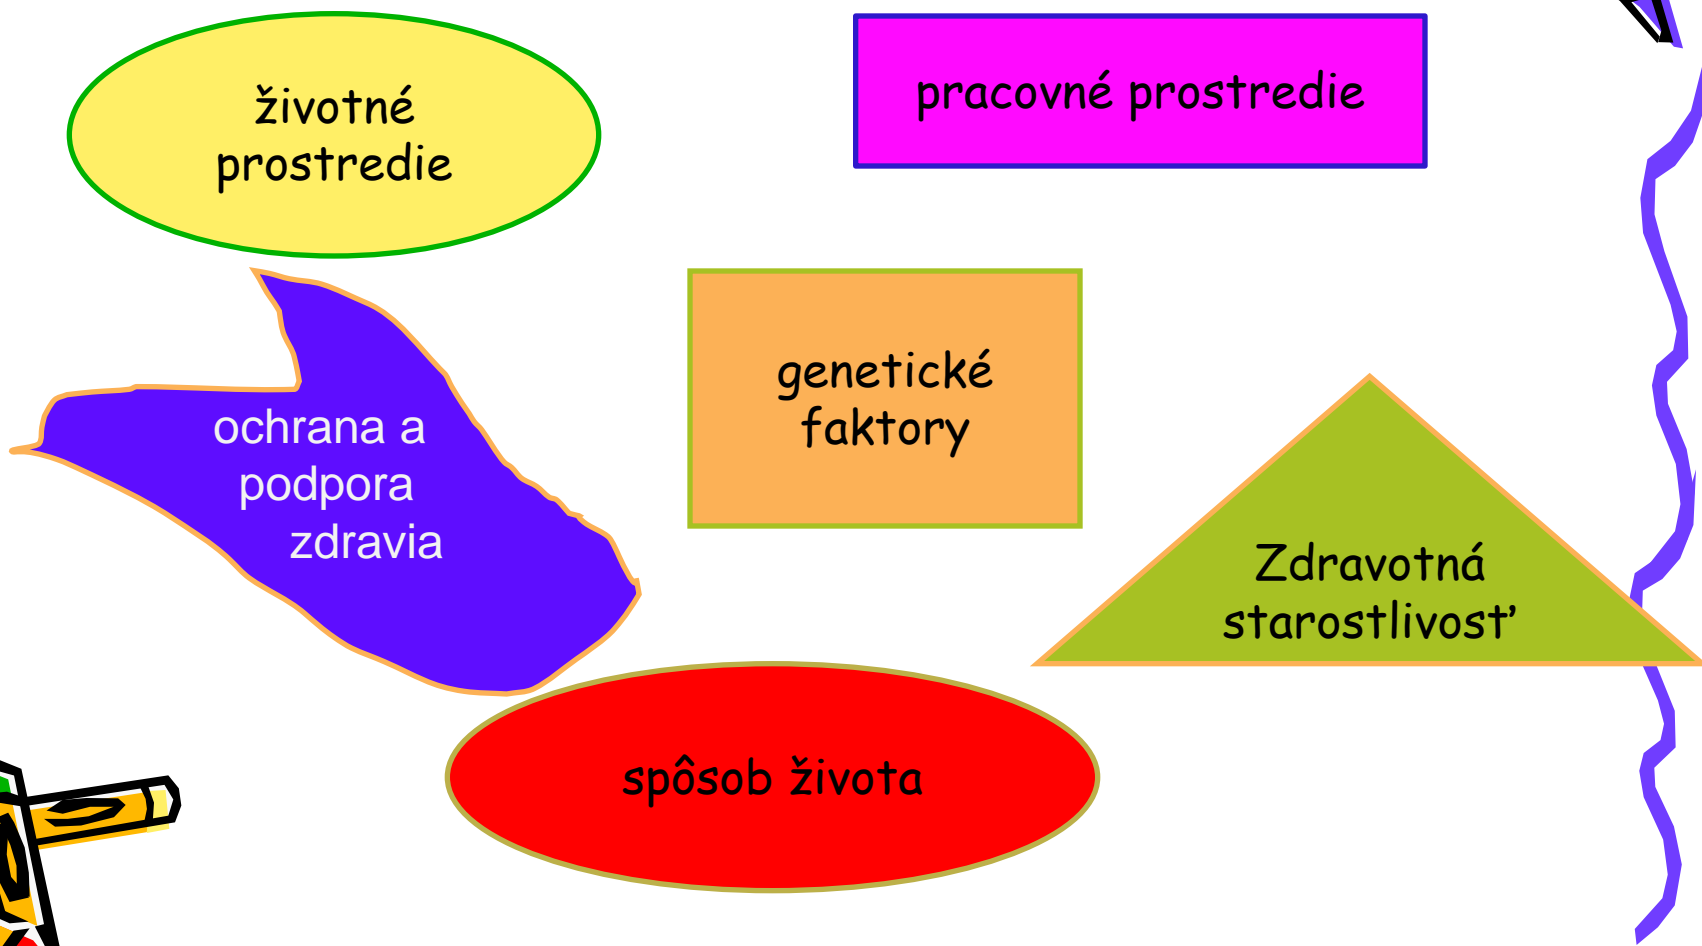 životné
prostredie
pracovné prostredie
ochrana a
podpora
zdravia
genetické
faktory
Zdravotná
starostlivosť
spôsob života